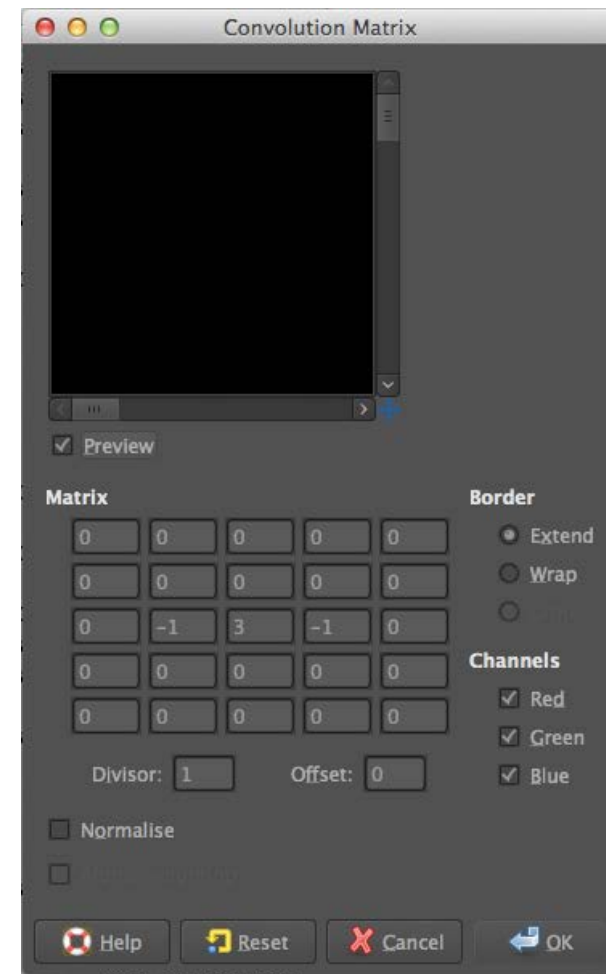 Convolution Matrix
Preview
Matrix
0 0 0 0 0
0 0 0 0 0
0 -1 3 -1 0
0 0 0 0 0
0 0 0 0 0
Divisor: 1 Offset: 0
Normalise
Border
Extend
Wrap
Channels
Red
Green
Blue
Help Reset Cancel OK